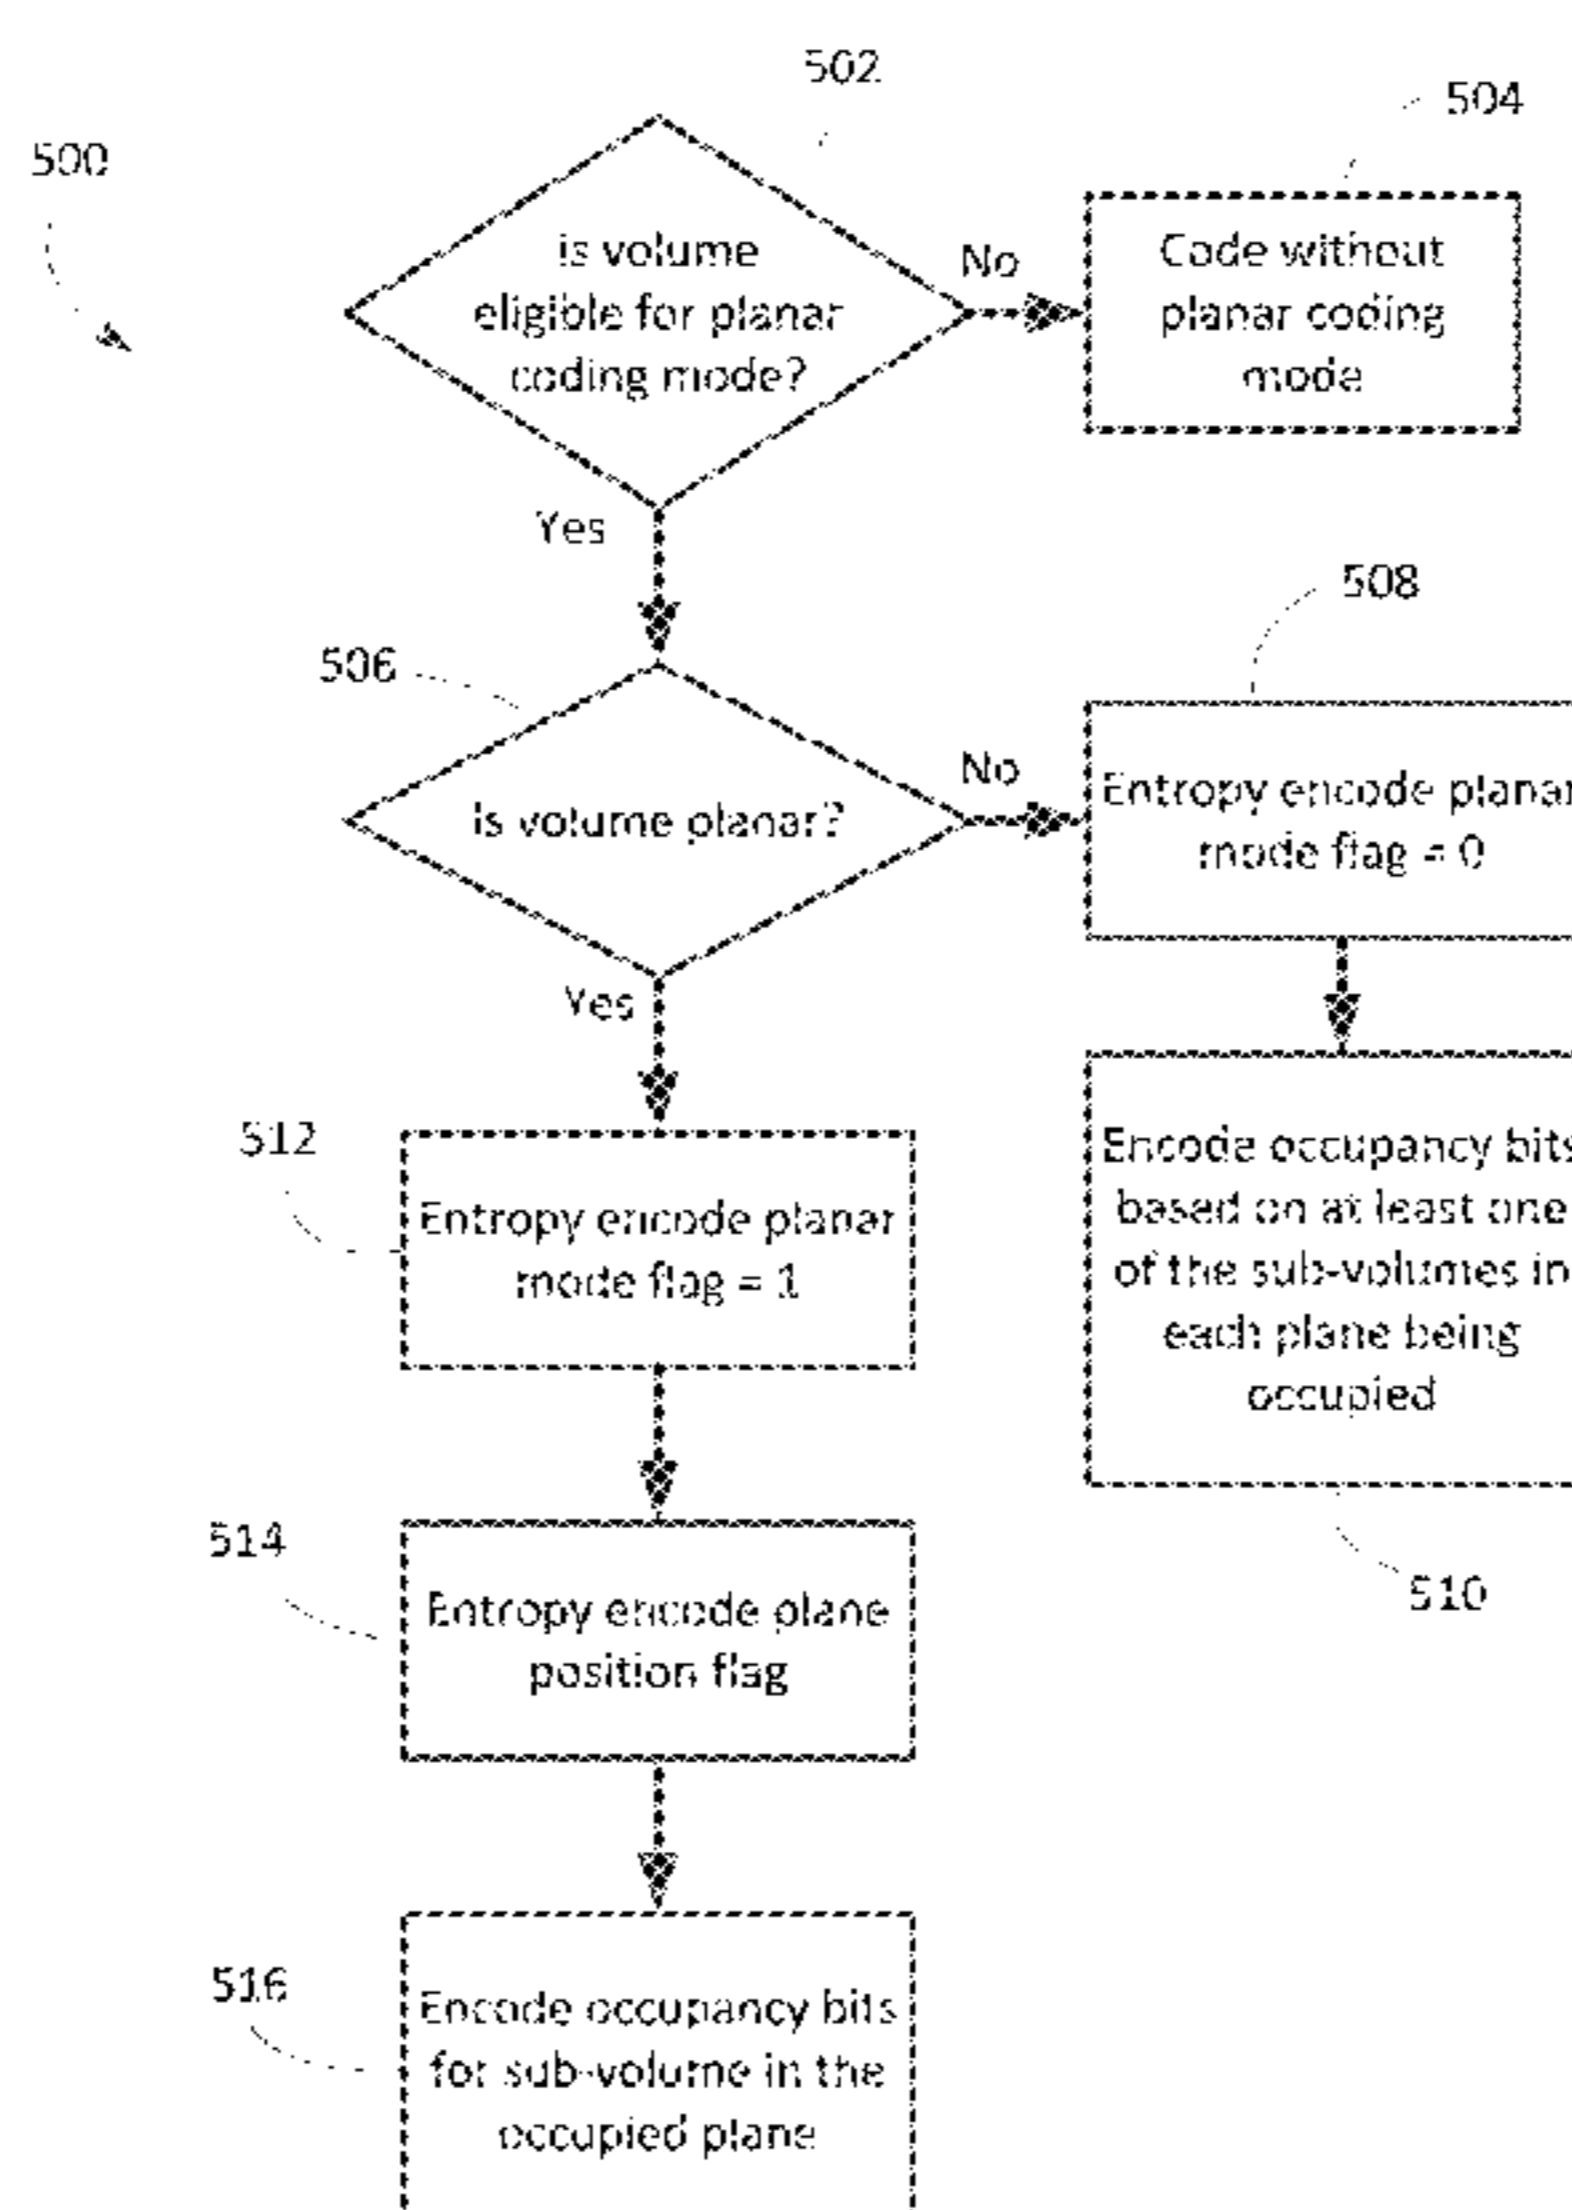 502
504
500
is volume
eligible for planar
coding mode?
No
Code without
planar coding
mode
Yes
508
506
is volume planar?
No
Entropy encode planar
mode flag = 0
Yes
512
Entropy encode planar
mode flag = 1
Encode occupancy bits
based on at least one
of the sub-volumes in
each plane being
occupied
514
Entropy encode plane
position flag
510
516
Encode occupancy bits
for sub-volume in the
occupied plane